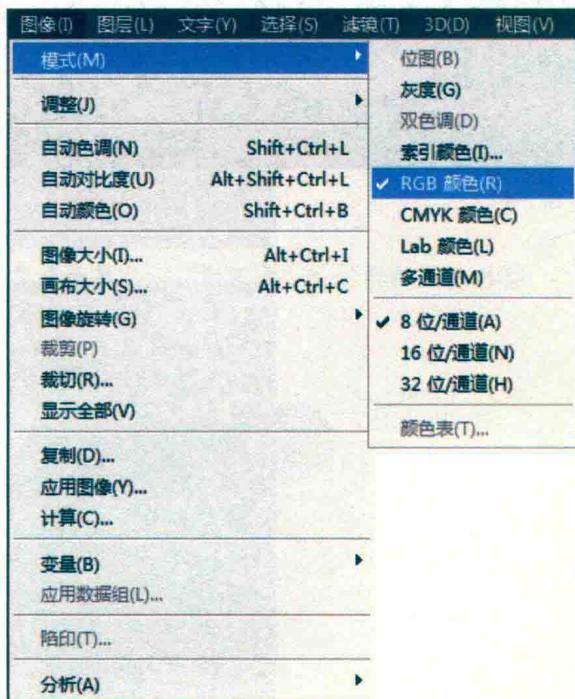 图像(I) 图层(L) 文字(Y) 选择(S) 滤镜(T) 3D(D) 视图(V)
模式(M)
调整(J)
自动色调(N) Shift+Ctrl+L
自动对比度(U) Alt+Shift+Ctrl+L
自动颜色(O) Shift+Ctrl+B
图像大小(I)... Alt+Ctrl+I
画布大小(S)... Alt+Ctrl+C
图像旋转(G)
裁剪(P)
裁切(R)...
显示全部(V)
复制(D)...
应用图像(Y)...
计算(C)...
变量(B)
应用数据组(L)...
陷印(T)...
分析(A)
位图(B)
灰度(G)
双色调(D)
索引颜色(I)...
RGB 颜色(R)
CMYK 颜色(C)
Lab 颜色(L)
多通道(M)
8 位/通道(A)
16 位/通道(N)
32 位/通道(H)
颜色表(T)...